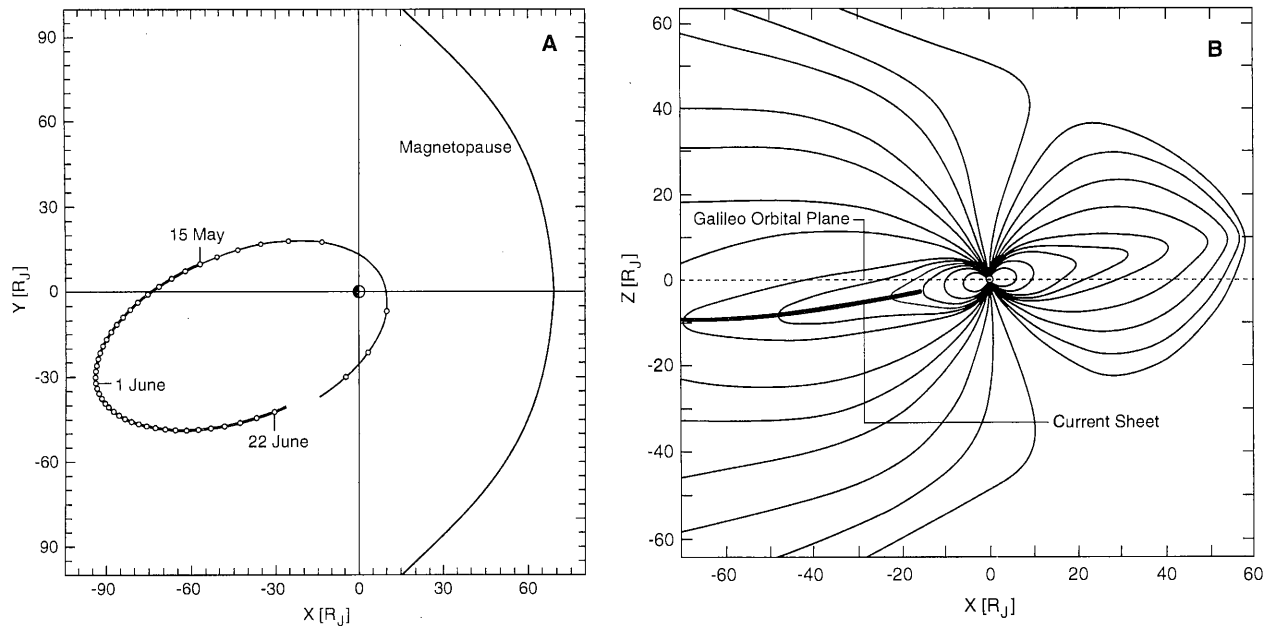 A
90
60
30
0
-30
-60
90
Y [RJ]
Magnetopause
15 May
1 June
22 June
-90
-60
-30
0
30
60
X [RJ]
B
60
40
20
0
-20
-40
-60
Z [RJ]
Galileo Orbital Plane
Current Sheet
-60
-40
-20
0
20
40
60
X [RJ]